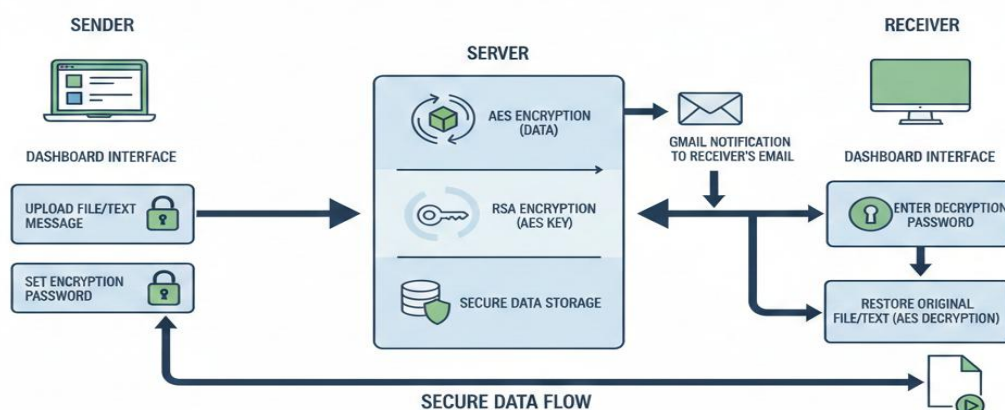 SENDER
DASHBOARD INTERFACE
UPLOAD FILE/TEXT
MESSAGE
SET ENCRYPTION
PASSWORD
SERVER
AES ENCRYPTION
(DATA)
RSA ENCRYPTION
(AES KEY)
SECURE DATA STORAGE
GMAIL NOTIFICATION
TO RECEIVER'S EMAIL
RECEIVER
DASHBOARD INTERFACE
ENTER DECRYPTION
PASSWORD
RESTORE ORIGINAL
FILE/TEXT (AES DECRYPTION)
SECURE DATA FLOW